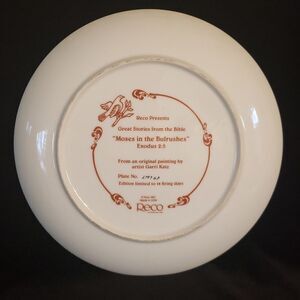 Reco Presents
Great Stories from the Bible
"Moses in the Bulrushes"
Exodus 2:5
From an original painting by
artist Garri Katz
Plate No.
Edition limited to 14 firing days
Reco